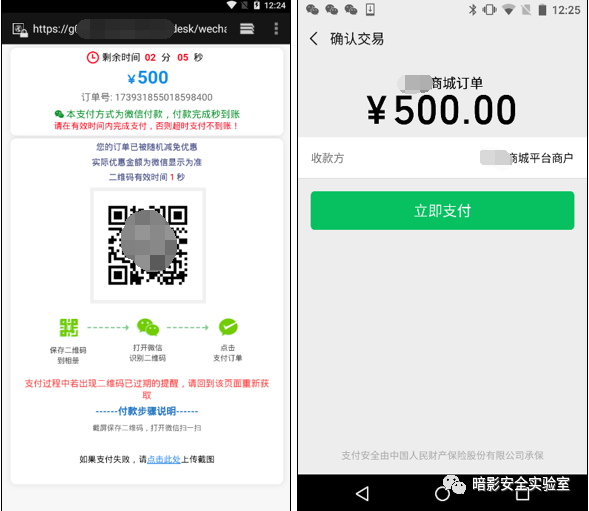 12:24
https://g
desk/wecha
剩余时间 02 分 05 秒
￥500
订单号: 173931855018598400
本支付方式为微信付款，付款完成秒到账
请在有效时间内完成支付，否则超时支付不到账！
您的订单已被随机减免优惠
实际优惠金额为微信显示为准
二维码有效时间 1 秒
保存二维码
到相册
打开微信
识别二维码
点击
支付订单
支付过程中若出现二维码已过期的提醒，请回到该页面重新获
取
------付款步骤说明------
截屏保存二维码，打开微信扫一扫
如果支付失败，请点击此处上传截图
12:25
确认交易
商城订单
￥500.00
收款方
商城平台商户
立即支付
支付安全由中国人民财产保险股份有限公司承保
暗影安全实验室